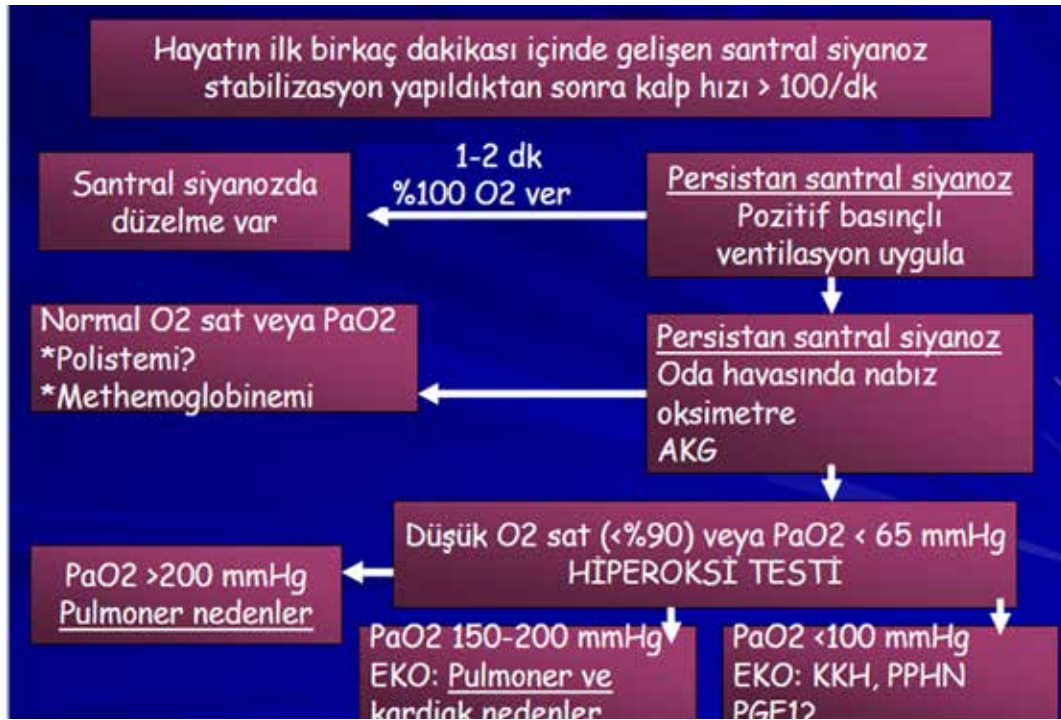 Hayatın ilk birkaç dakikası içinde gelişen santral siyanoz
stabilizasyon yapıldıktan sonra kalp hızı > 100/dk
Santral siyanozda
düzelme var
1-2 dk
%100 O2 ver
Persistan santral siyanoz
Pozitif basınçlı
ventilasyon uygula
Normal O2 sat veya PaO2
*Polistemi?
*Methemoglobinemi
Persistan santral siyanoz
Oda havasında nabız
oksimetre
AKG
Düşük O2 sat (<%90) veya PaO2 < 65 mmHg
HİPEROKSİ TESTİ
PaO2 >200 mmHg
Pulmoner nedenler
PaO2 150-200 mmHg
EKO: Pulmoner ve
kardiak nedenler
PaO2 <100 mmHg
EKO: KKH, PPHN
PGE1?